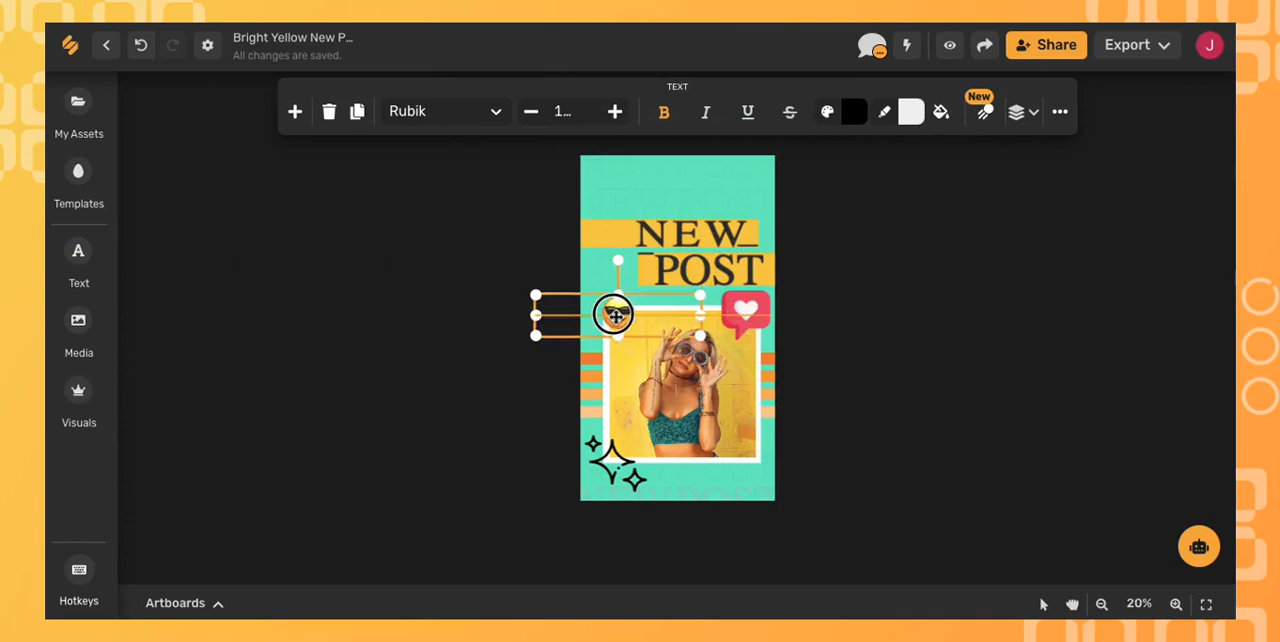 Bright Yellow New P...
All changes are saved.
Share
Export
J
TEXT
Rubik
1...
B
I
U
S
New
My Assets
Templates
A
Text
Media
Visuals
Hotkeys
NEW
POST
Artboards
20%